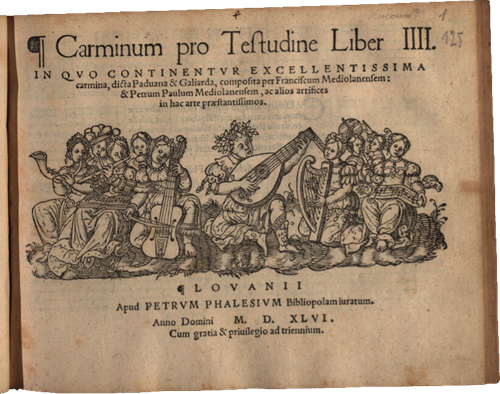 ¶ Carminum pro Testudine Liber IIII.
IN QVO CONTINENTVR EXCELLENTISSIMA
carmina, dicta Paduana & Galiarda, composita per Franciscum Mediolanensem:
& Petrum Paulum Mediolanensem, ac alios artifices
in hac arte præstantissimos.
¶ LOVANII
Apud PETRVM PHALESIVM Bibliopolam iuratum.
Anno Domini M. D. XLVI.
Cum gratia & priuilegio ad triennium.
1
125